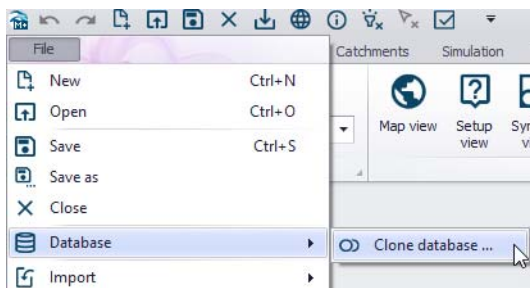 File
Catchments Simulation
New Ctrl+N
Open Ctrl+O
Save Ctrl+S
Save as
Close
Database
Import
Map view
Setup
view
Clone database ...